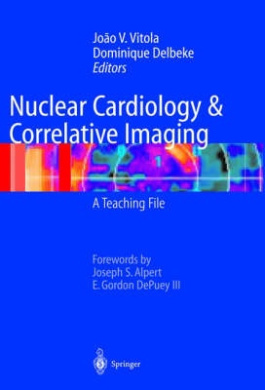 João V. Vitola
Dominique Delbeke
Editors
Nuclear Cardiology &
Correlative Imaging
A Teaching File
Forewords by
Joseph S. Alpert
E. Gordon DePuey III
Springer